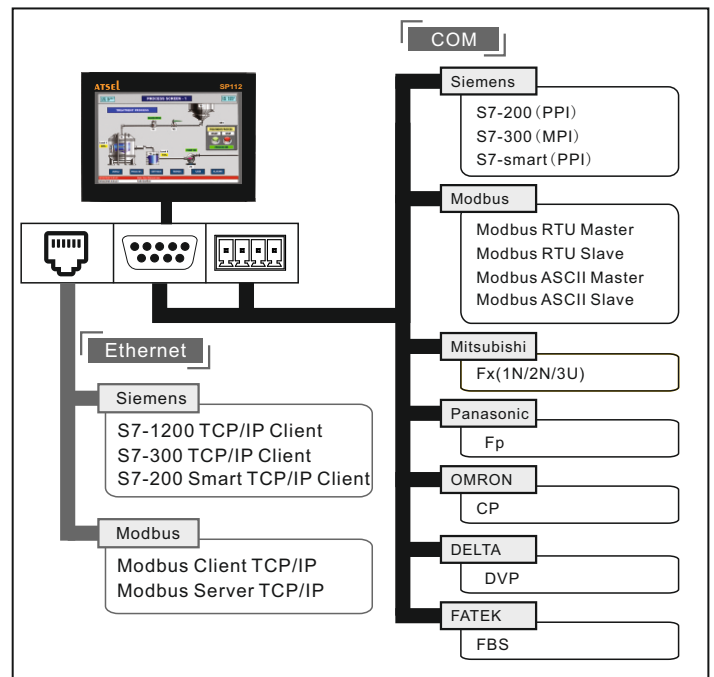 COM
ATSEL
SP112
PROCESS SCREEN - 1
Siemens
S7-200 (PPI)
S7-300 (MPI)
S7-smart (PPI)
Modbus
Modbus RTU Master
Modbus RTU Slave
Modbus ASCII Master
Modbus ASCII Slave
Mitsubishi
Fx(1N/2N/3U)
Panasonic
Fp
OMRON
CP
DELTA
DVP
FATEK
FBS
Ethernet
Siemens
S7-1200 TCP/IP Client
S7-300 TCP/IP Client
S7-200 Smart TCP/IP Client
Modbus
Modbus Client TCP/IP
Modbus Server TCP/IP